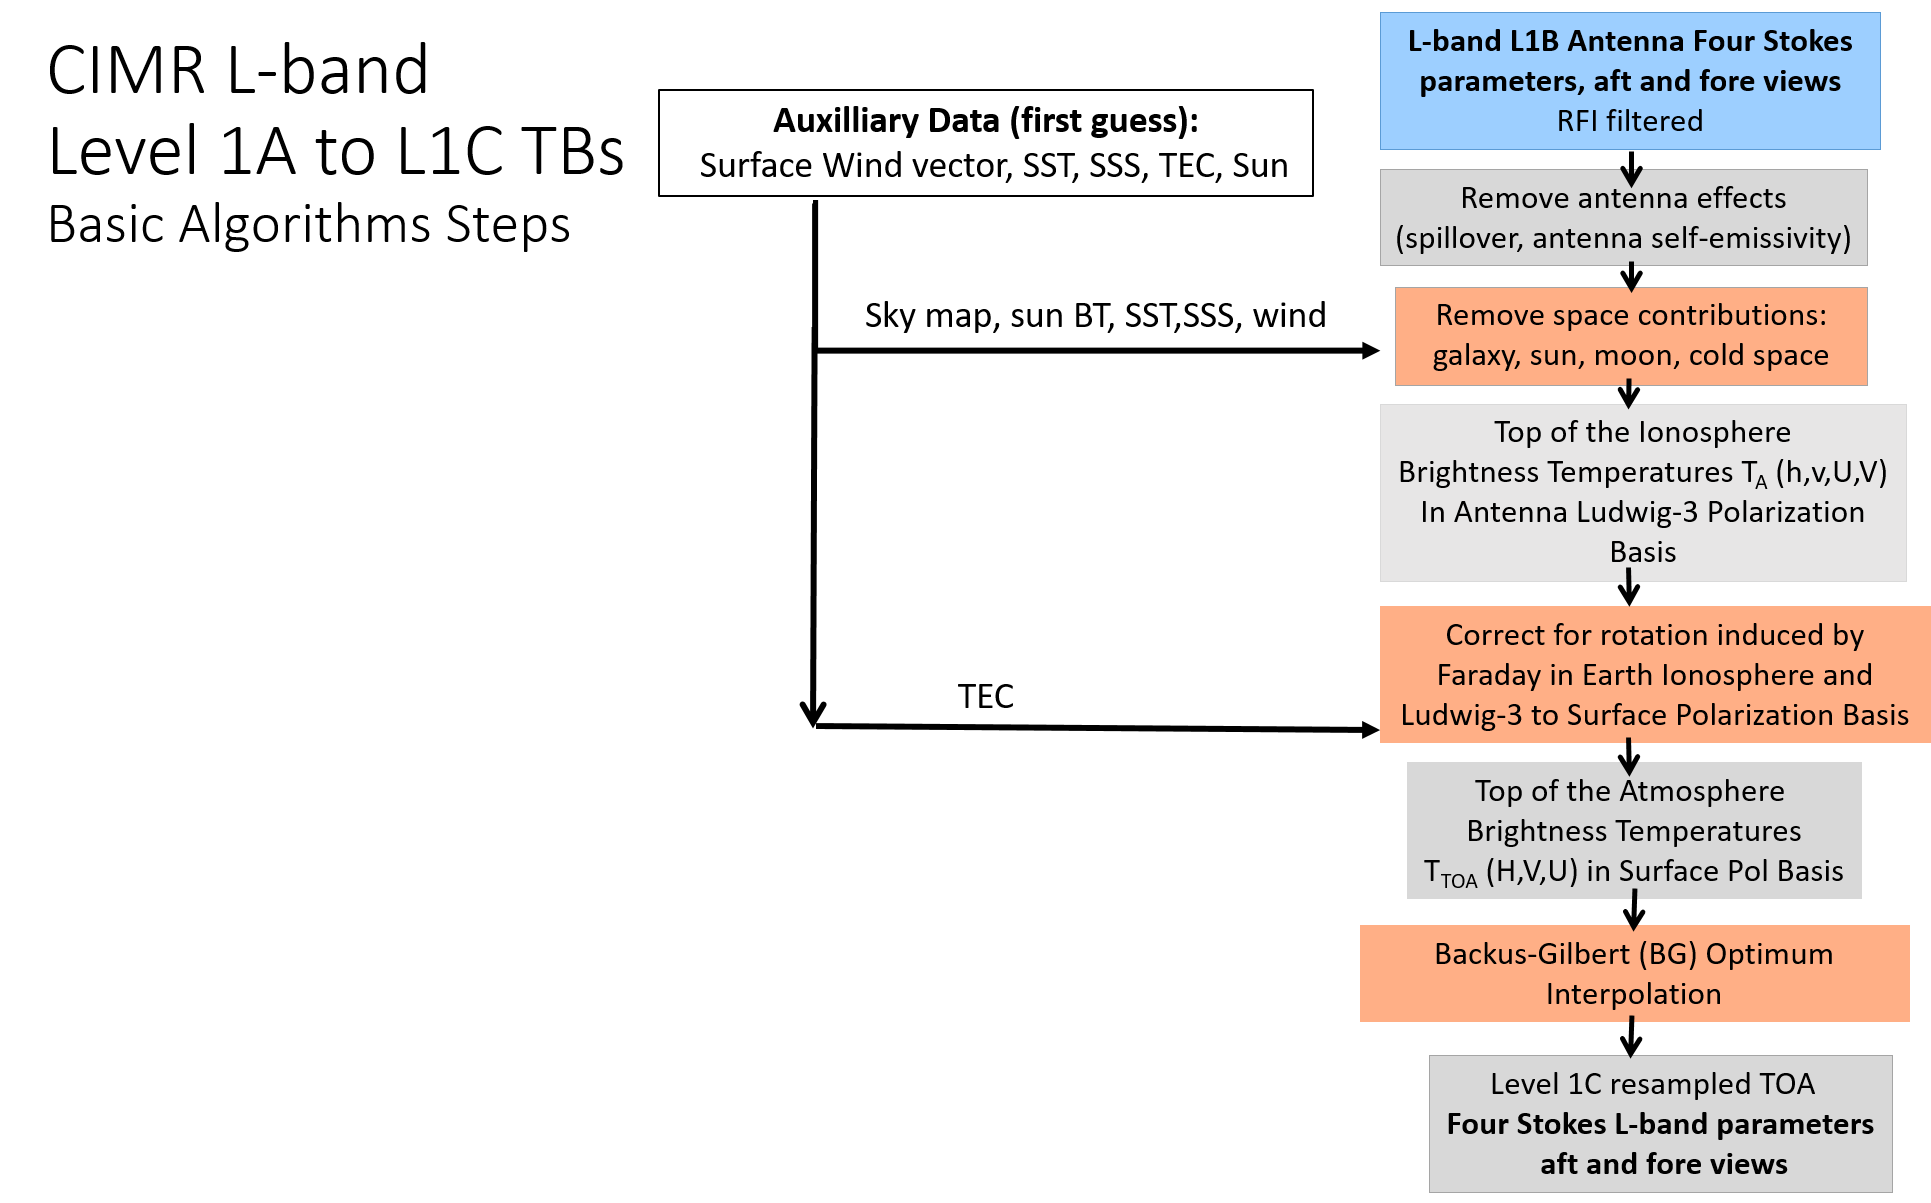 CIMR L-band
Level 1A to L1C TBs
Basic Algorithms Steps
Auxilliary Data (first guess):
Surface Wind vector, SST, SSS, TEC, Sun
Sky map, sun BT, SST,SSS, wind
TEC
L-band L1B Antenna Four Stokes
parameters, aft and fore views
RFI filtered
Remove antenna effects
(spillover, antenna self-emissivity)
Remove space contributions:
galaxy, sun, moon, cold space
Top of the Ionosphere
Brightness Temperatures TA (h,v,U,V)
In Antenna Ludwig-3 Polarization
Basis
Correct for rotation induced by
Faraday in Earth Ionosphere and
Ludwig-3 to Surface Polarization Basis
Top of the Atmosphere
Brightness Temperatures
TTOA (H,V,U) in Surface Pol Basis
Backus-Gilbert (BG) Optimum
Interpolation
Level 1C resampled TOA
Four Stokes L-band parameters
aft and fore views